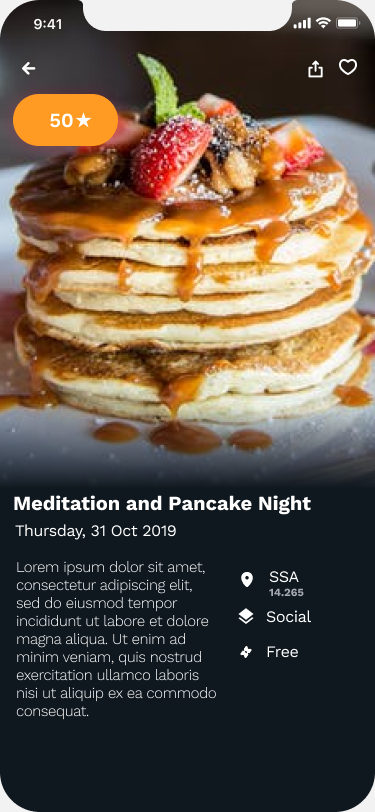 9:41
50★
Meditation and Pancake Night
Thursday, 31 Oct 2019
Lorem ipsum dolor sit amet,
consectetur adipiscing elit,
sed do eiusmod tempor
incididunt ut labore et dolore
magna aliqua. Ut enim ad
minim veniam, quis nostrud
exercitation ullamco laboris
nisi ut aliquip ex ea commodo
consequat.
SSA
14.265
Social
Free